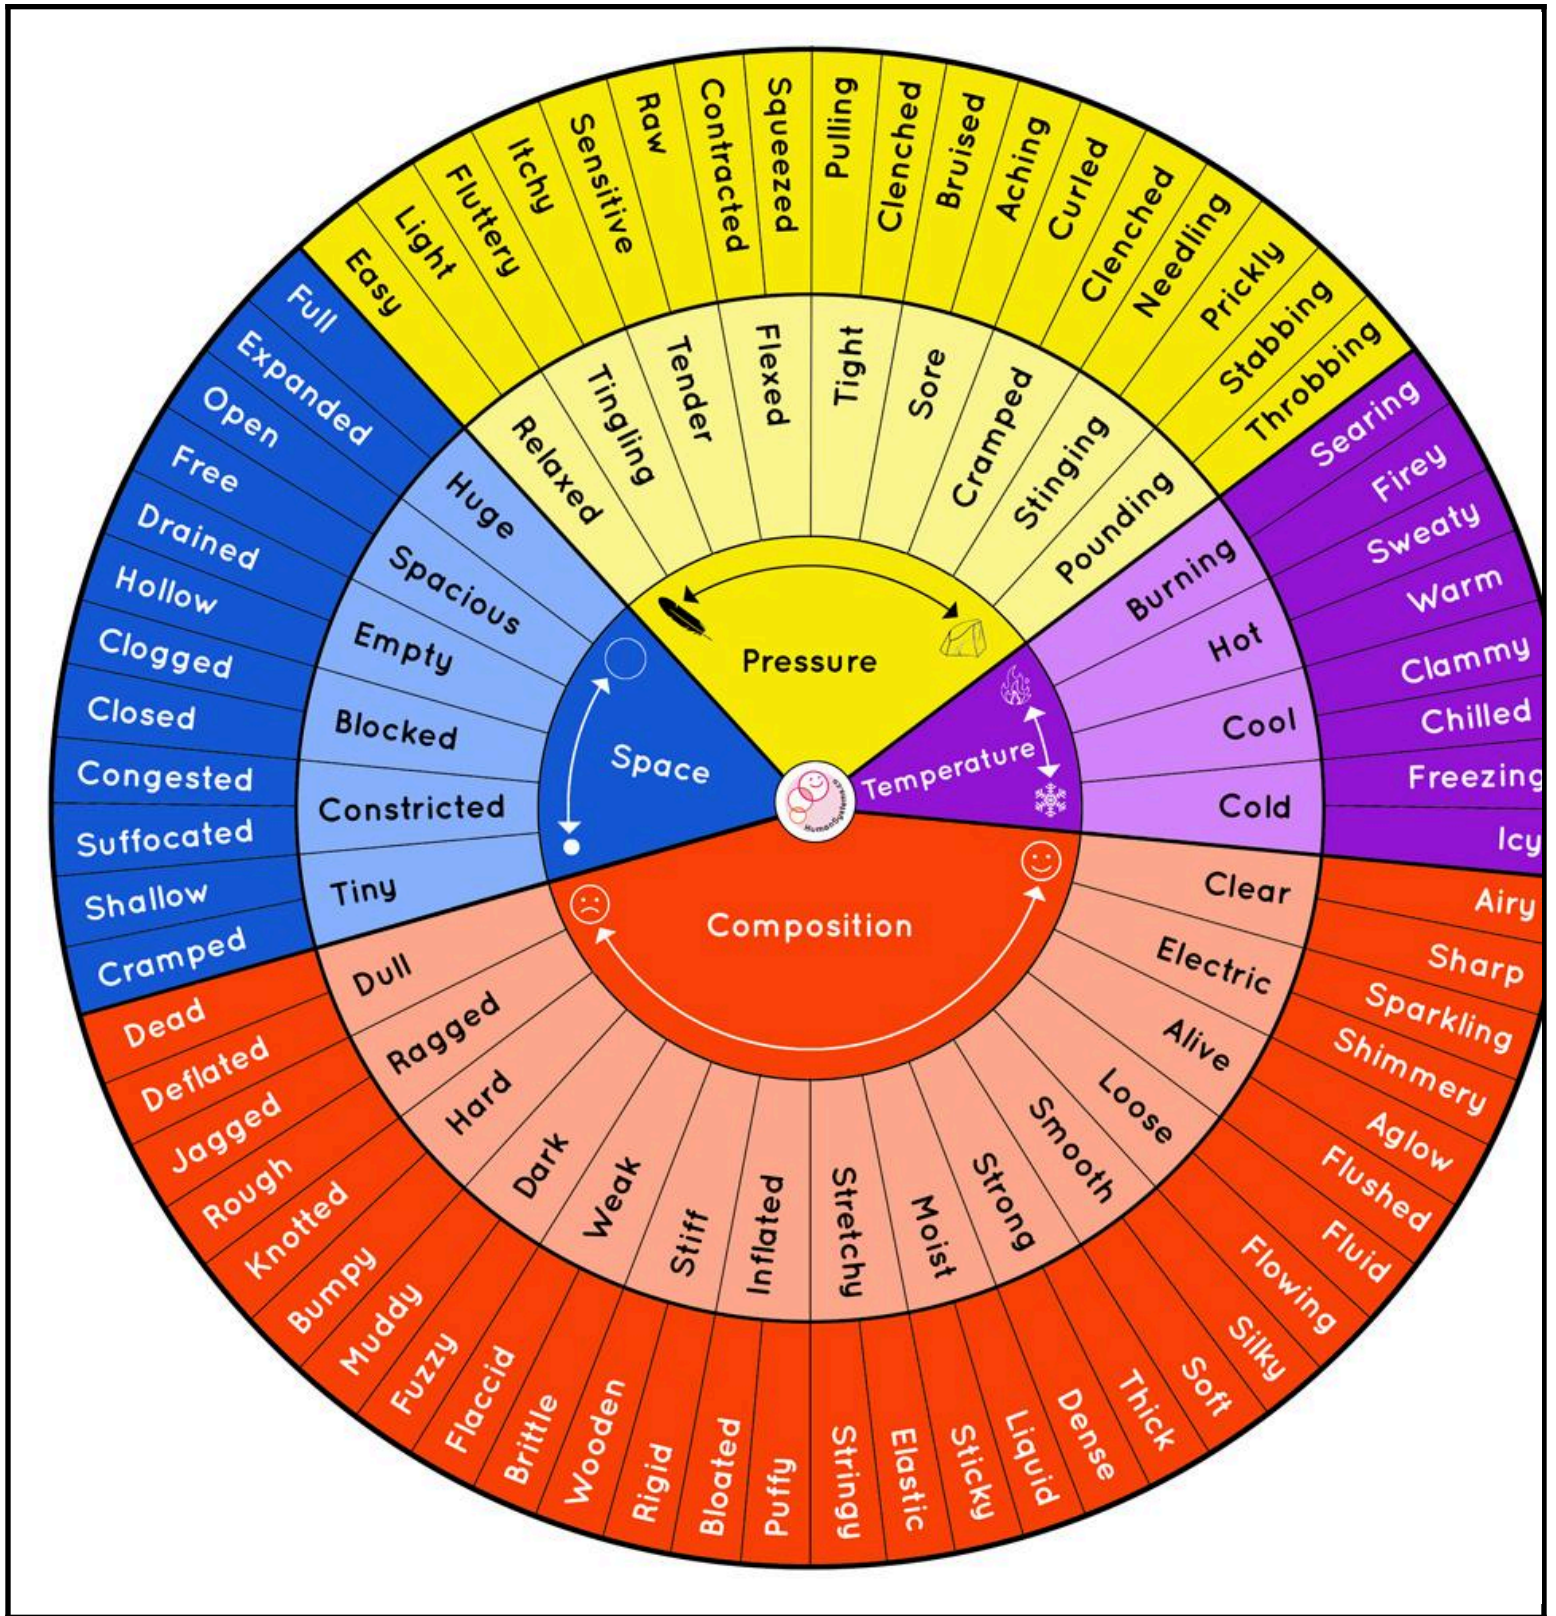 Pressure
Temperature
Composition
Space
HumanSystems.co
Relaxed
Tingling
Tender
Flexed
Tight
Sore
Cramped
Stinging
Pounding
Burning
Hot
Cool
Cold
Clear
Electric
Alive
Loose
Smooth
Strong
Moist
Stretchy
Inflated
Stiff
Weak
Dark
Hard
Ragged
Dull
Tiny
Constricted
Blocked
Empty
Spacious
Huge
Easy
Light
Fluttery
Itchy
Sensitive
Raw
Contracted
Squeezed
Pulling
Clenched
Bruised
Aching
Curled
Clenched
Needling
Prickly
Stabbing
Throbbing
Searing
Firey
Sweaty
Warm
Clammy
Chilled
Freezing
Icy
Airy
Sharp
Sparkling
Shimmery
Aglow
Flushed
Fluid
Flowing
Silky
Soft
Thick
Dense
Liquid
Sticky
Elastic
Stringy
Puffy
Bloated
Rigid
Wooden
Brittle
Flaccid
Fuzzy
Muddy
Bumpy
Knotted
Rough
Jagged
Deflated
Dead
Cramped
Shallow
Suffocated
Congested
Closed
Clogged
Hollow
Drained
Free
Open
Expanded
Full